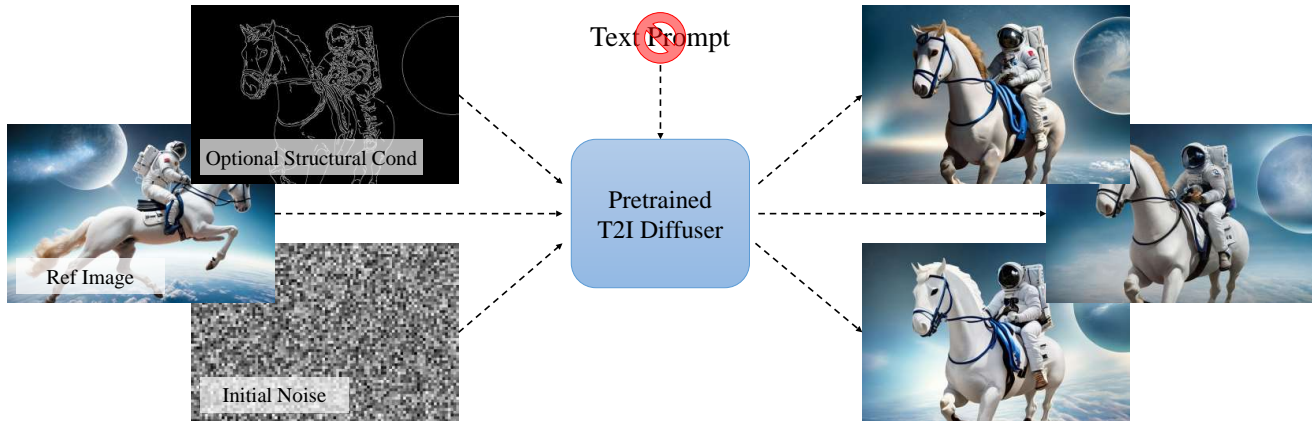 Text Prompt
Optional Structural Cond
Pretrained
T2I Diffuser
Ref Image
Initial Noise